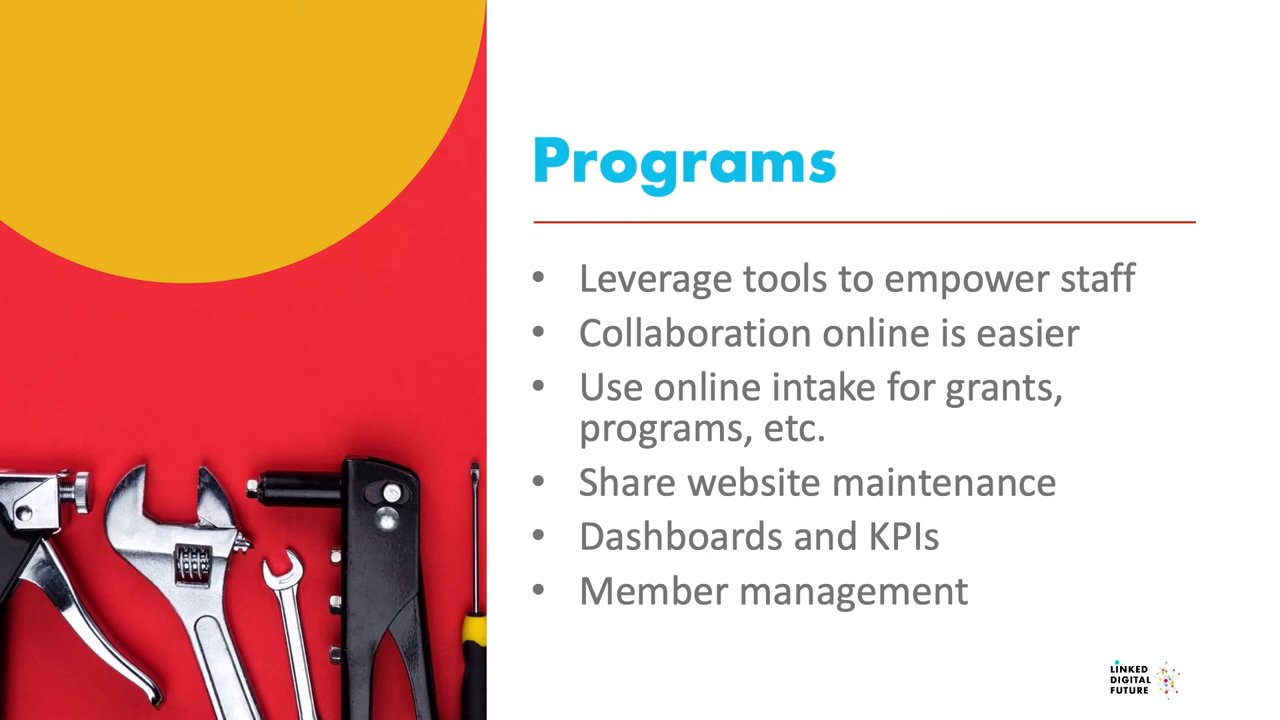 Programs
• Leverage tools to empower staff
• Collaboration online is easier
• Use online intake for grants,
programs, etc.
• Share website maintenance
• Dashboards and KPIs
• Member management
LINKED
DIGITAL
FUTURE